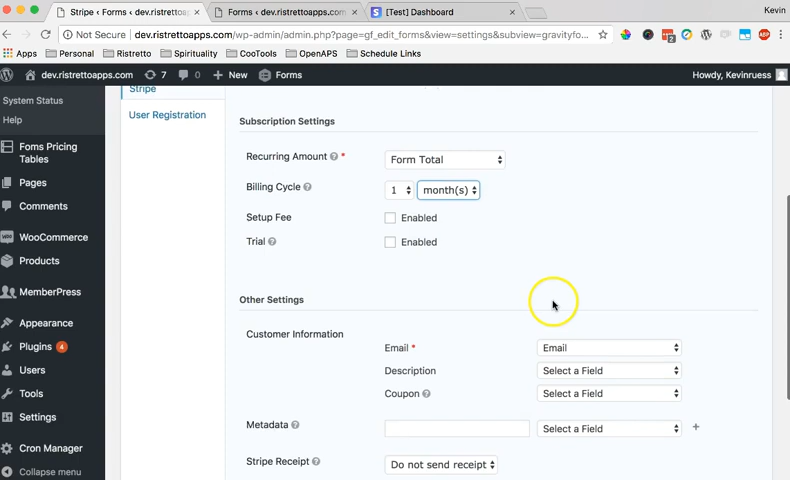 Stripe < Forms < dev.ristrettoap
Forms < dev.ristrettoapps.com
[Test] Dashboard
Kevin
Not Secure dev.ristrettoapps.com/wp-admin/admin.php?page=gf_edit_forms&view=settings&subview=gravityfo...
Apps Personal Ristretto Spirituality CooTools OpenAPS Schedule Links
dev.ristrettoapps.com 7 0 + New Forms Howdy, Kevinruess
System Status
Help
Foms Pricing
Tables
Pages
Comments
WooCommerce
Products
MemberPress
Appearance
Plugins 4
Users
Tools
Settings
Cron Manager
Collapse menu
Stripe
User Registration
Subscription Settings
Recurring Amount * Form Total
Billing Cycle 1 month(s)
Setup Fee Enabled
Trial Enabled
Other Settings
Customer Information
Email * Email
Description Select a Field
Coupon Select a Field
Metadata Select a Field +
Stripe Receipt Do not send receipt